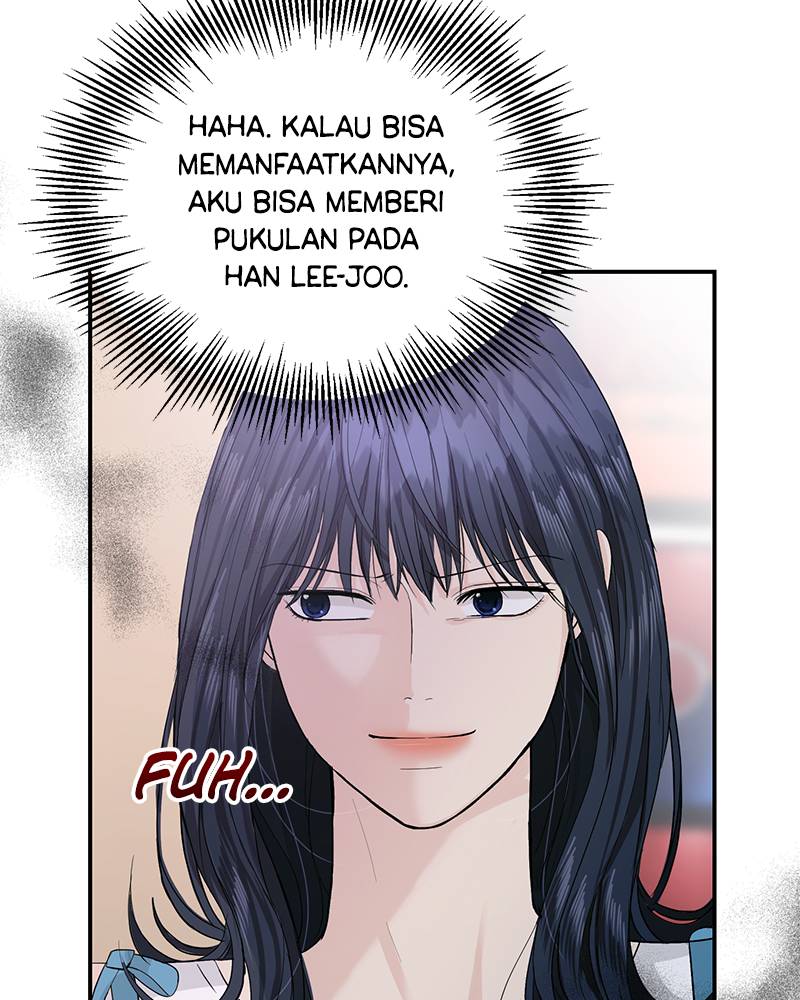 HAHA. KALAU BISA
MEMANFAATKANNYA,
AKU BISA MEMBERI
PUKULAN PADA
HAN LEE-JOO.
FUH...